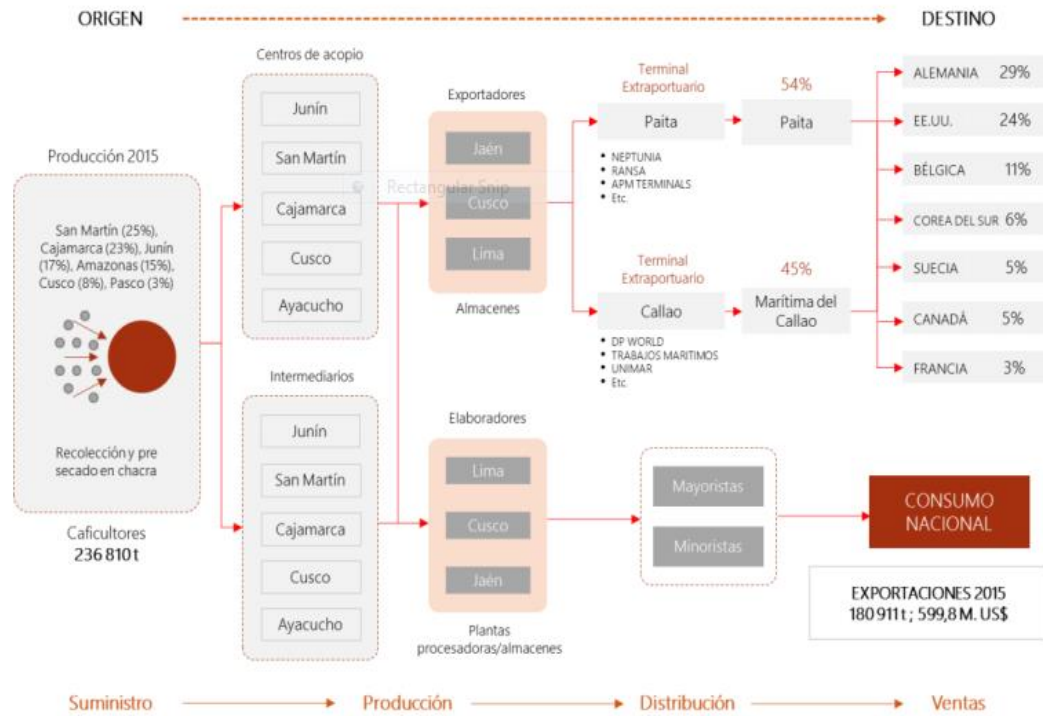 ORIGEN
DESTINO
Producción 2015
San Martín (25%),
Cajamarca (23%), Junín
(17%), Amazonas (15%),
Cusco (8%), Pasco (3%)
Recolección y pre
secado en chacra
Caficultores
236 810 t
Centros de acopio
Junín
San Martín
Cajamarca
Cusco
Ayacucho
Intermediarios
Junín
San Martín
Cajamarca
Cusco
Ayacucho
Rectangular Snip
Exportadores
Jaén
Cusco
Lima
Almacenes
Elaboradores
Lima
Cusco
Jaén
Plantas
procesadoras/almacenes
Terminal
Extraportuario
Paita
• NEPTUNIA
• RANSA
• APM TERMINALS
• Etc.
54%
Paita
Terminal
Extraportuario
Callao
• DP WORLD
• TRABAJOS MARITIMOS
• UNIMAR
• Etc.
45%
Marítima del
Callao
Mayoristas
Minoristas
ALEMANIA 29%
EE.UU. 24%
BÉLGICA 11%
COREA DEL SUR 6%
SUECIA 5%
CANADÁ 5%
FRANCIA 3%
CONSUMO
NACIONAL
EXPORTACIONES 2015
180 911 t ; 599,8 M. US$
Suministro
Producción
Distribución
Ventas